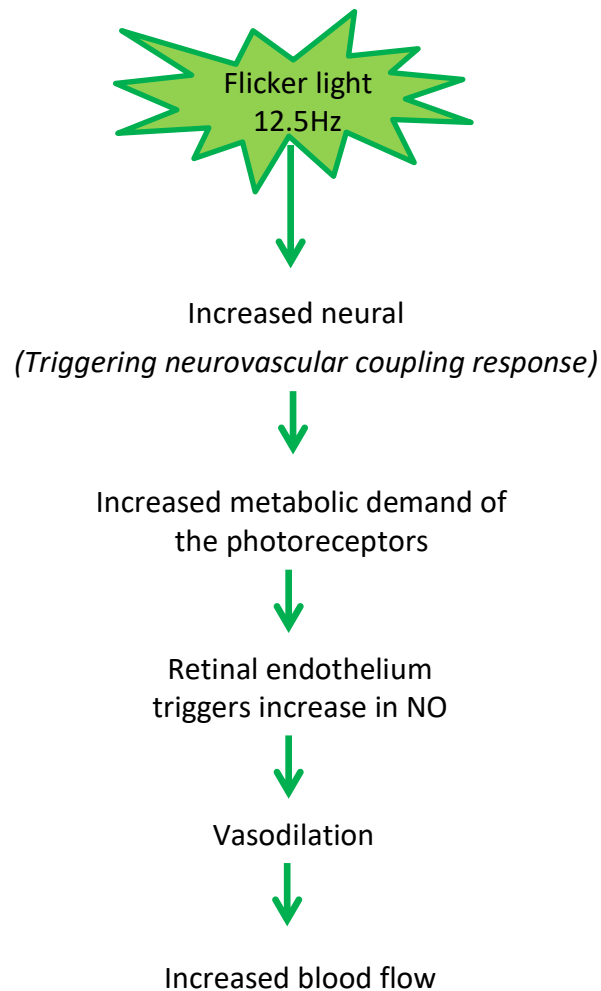 Flicker light
12.5Hz
Increased neural
(Triggering neurovascular coupling response)
Increased metabolic demand of
the photoreceptors
Retinal endothelium
triggers increase in NO
Vasodilation
Increased blood flow